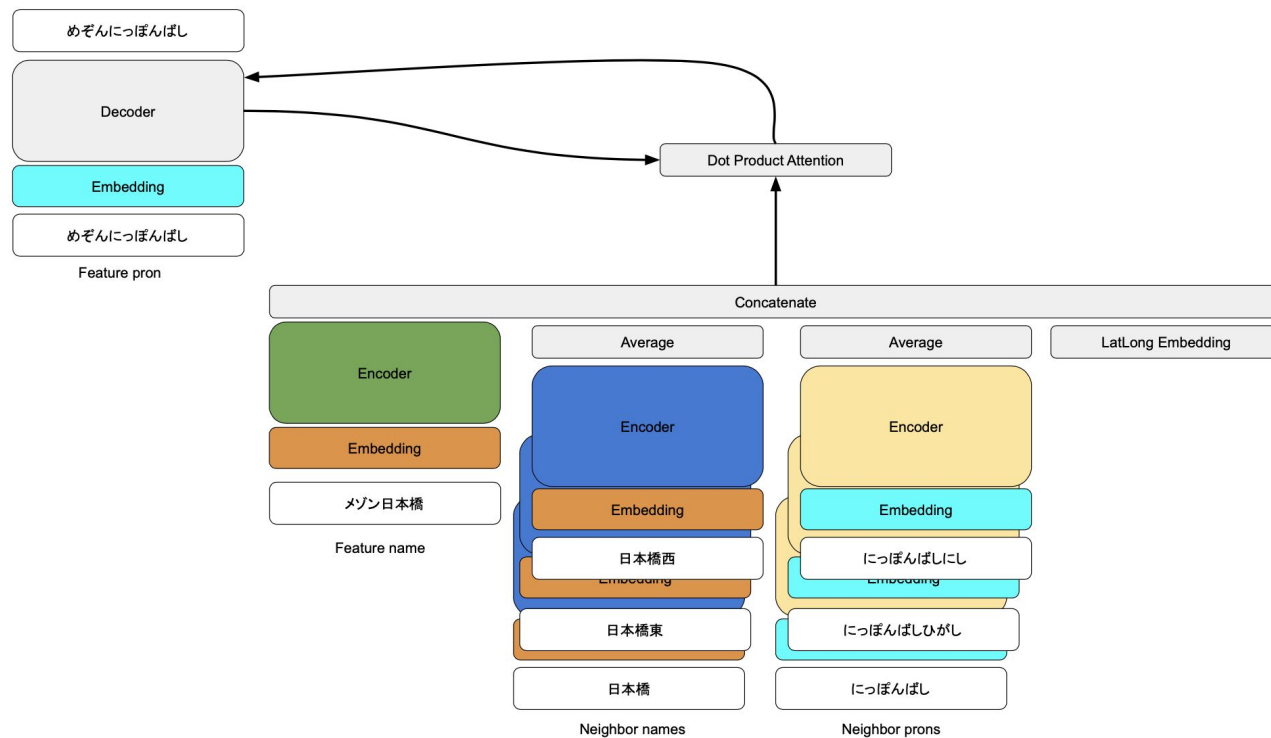 めぞんにっぽんばし
Decoder
Embedding
めぞんにっぽんばし
Feature pron
Dot Product Attention
Concatenate
Encoder
Embedding
メゾン日本橋
Feature name
Average
Encoder
Embedding
日本橋西
Embedding
日本橋東
日本橋
Neighbor names
Average
Encoder
Embedding
にっぽんばしにし
Embedding
にっぽんばしひがし
にっぽんばし
Neighbor prons
LatLong Embedding